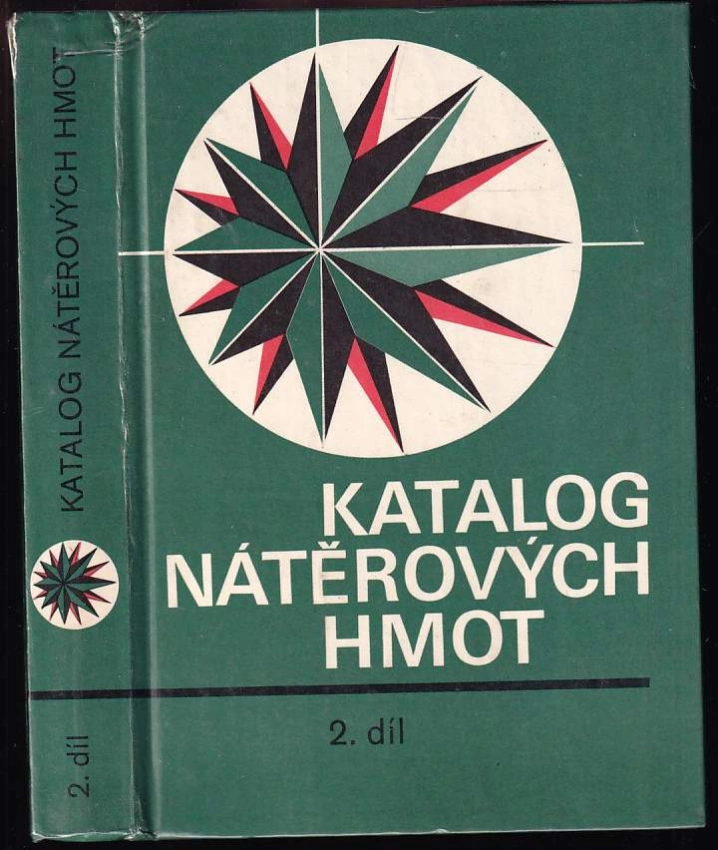 KATALOG NÁTĚROVÝCH HMOT
2. díl
KATALOG
NÁTĚROVÝCH
HMOT
2. díl